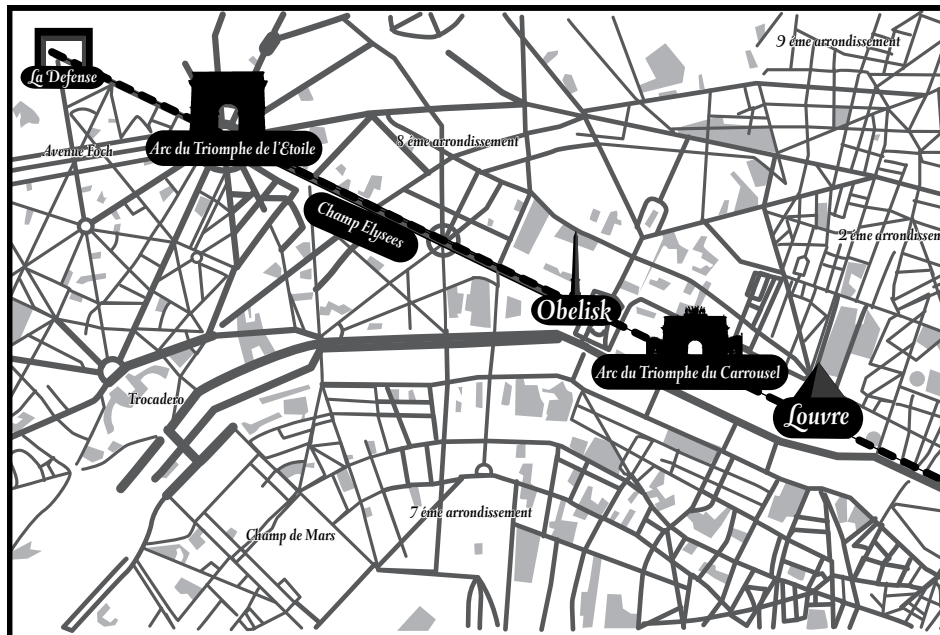 9 éme arrondissement
La Defense
8 éme arrondissement
Avenue Foch
Arc du Triomphe de l'Etoile
Champ Elysees
2 éme arrondissem
Obelisk
Arc du Triomphe du Carrousel
Trocadero
Louvre
7 éme arrondissement
Champ de Mars